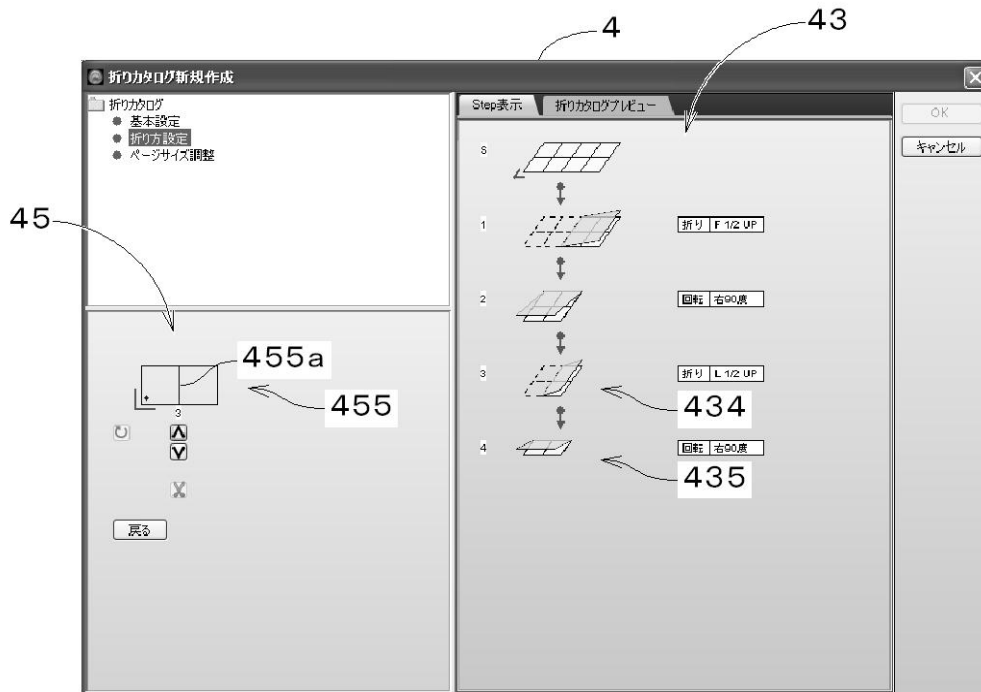 43
4
折りカタログ新規作成
折りカタログ
基本設定
折り方設定
ページサイズ調整
Step表示
折りカタログプレビュー
OK
キャンセル
S
1
折り F 1/2 UP
2
回転 右90度
3
折り L 1/2 UP
434
4
回転 右90度
435
45
455a
455
3
戻る